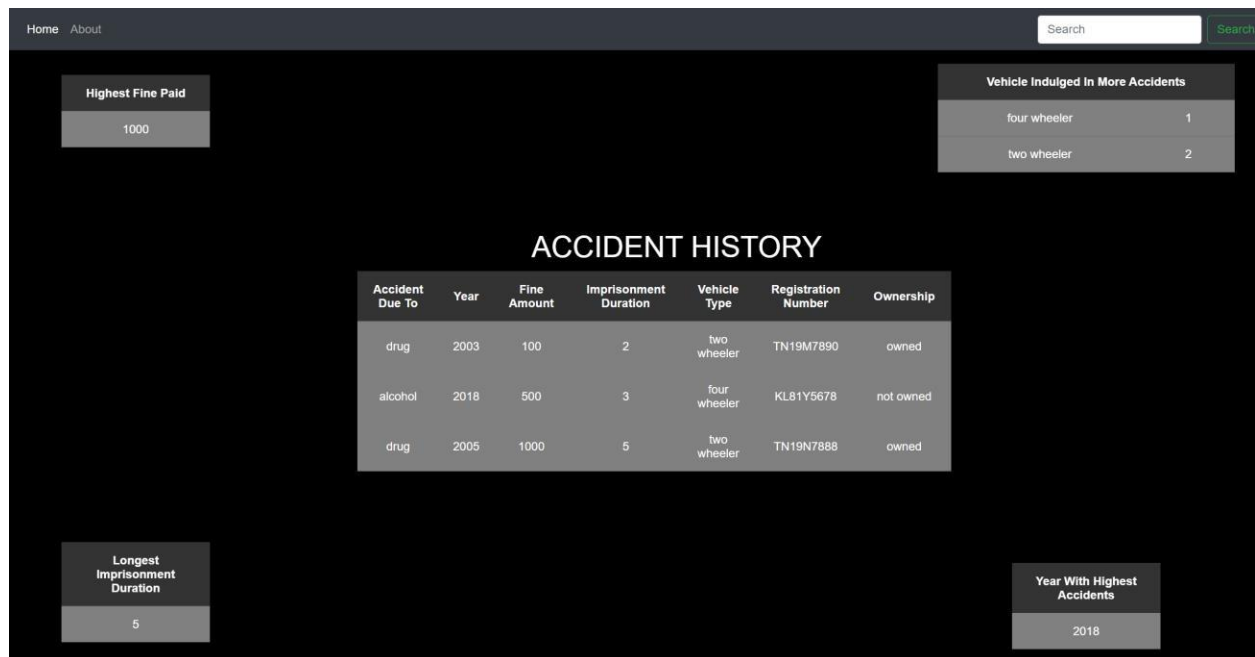 Home About Search Search
Highest Fine Paid
1000
Vehicle Indulged In More Accidents
four wheeler 1
two wheeler 2
ACCIDENT HISTORY
Accident Due To Year Fine Amount Imprisonment Duration Vehicle Type Registration Number Ownership
drug 2003 100 2 two wheeler TN19M7890 owned
alcohol 2018 500 3 four wheeler KL81Y5678 not owned
drug 2005 1000 5 two wheeler TN19N7888 owned
Longest
Imprisonment
Duration
5
Year With Highest
Accidents
2018